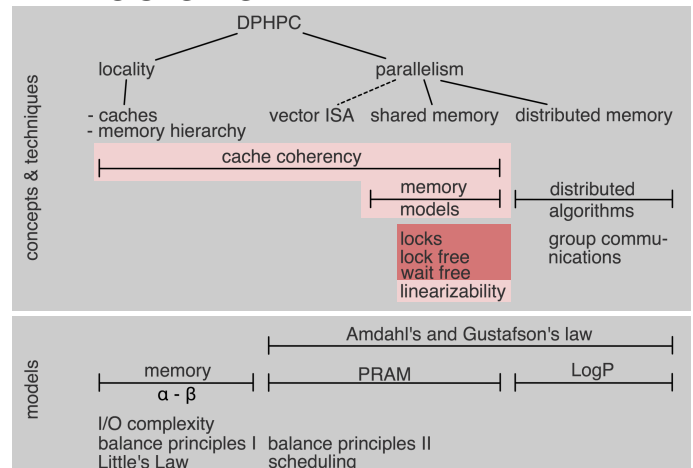 DPHPC
locality
parallelism
- caches
- memory hierarchy
vector ISA
shared memory
distributed memory
cache coherency
memory
models
distributed
algorithms
locks
lock free
wait free
linearizability
group commu-
nications
concepts & techniques
Amdahl's and Gustafson's law
memory
α - β
PRAM
LogP
I/O complexity
balance principles I
Little's Law
balance principles II
scheduling
models